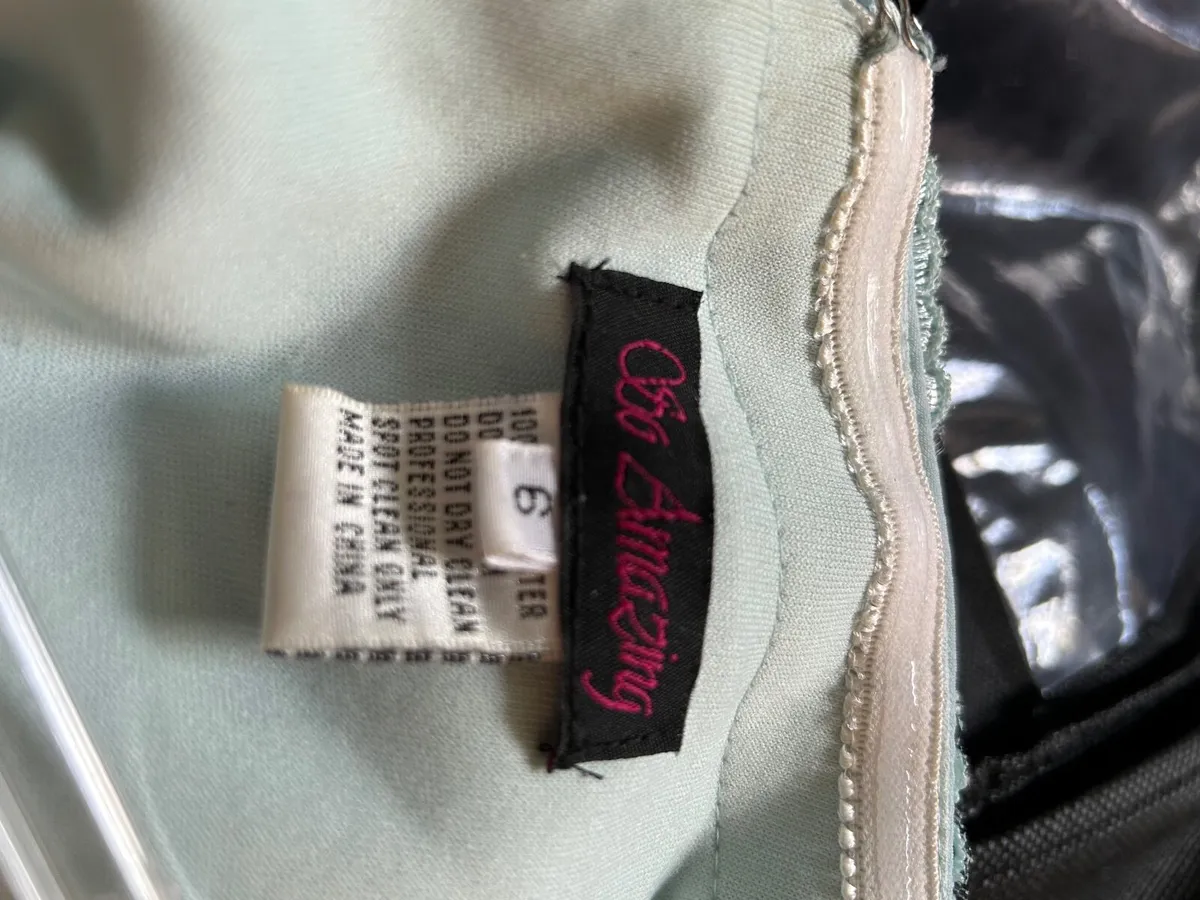 Amazing
6
DO NOT DRY CLEAN
PROFESSIONAL
SPOT CLEAN ONLY
MADE IN CHINA